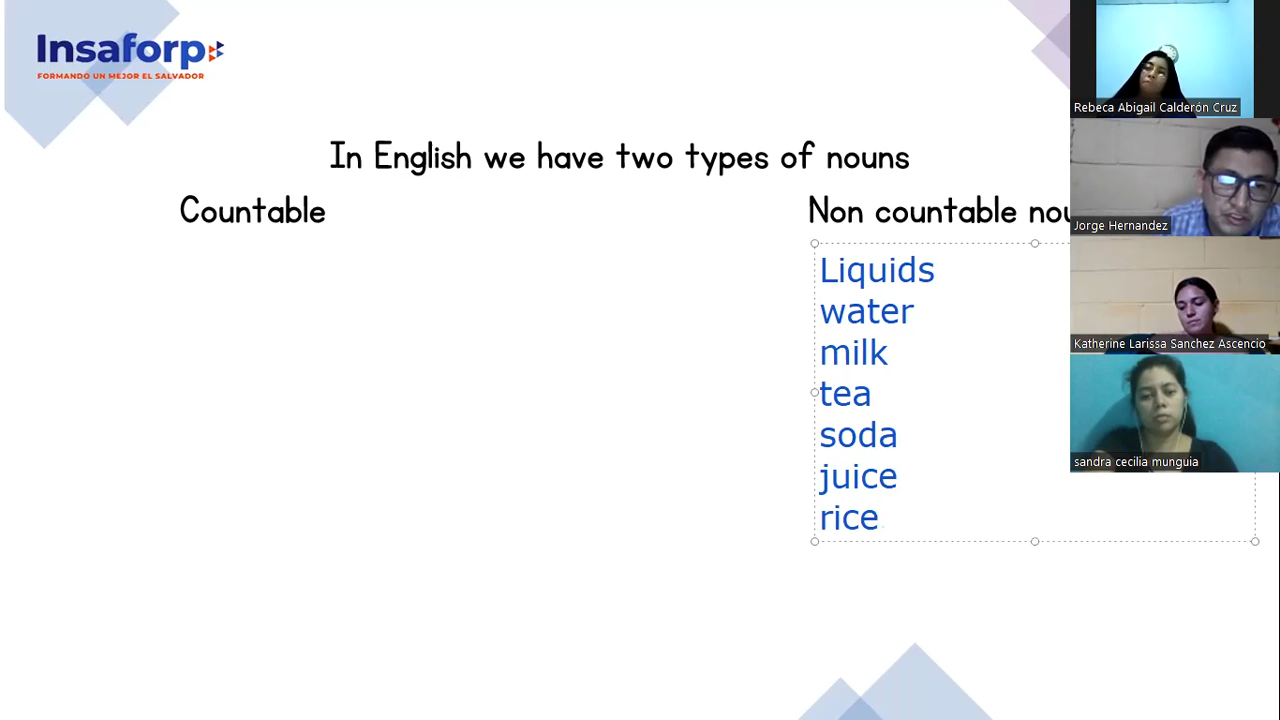 Insaforp
FORMANDO UN MEJOR EL SALVADOR
In English we have two types of nouns
Countable
Non countable nou
Liquids
water
milk
tea
soda
juice
rice
Rebeca Abigail Calderón Cruz
Jorge Hernandez
Katherine Larissa Sanchez Ascencio
sandra cecilia munguia